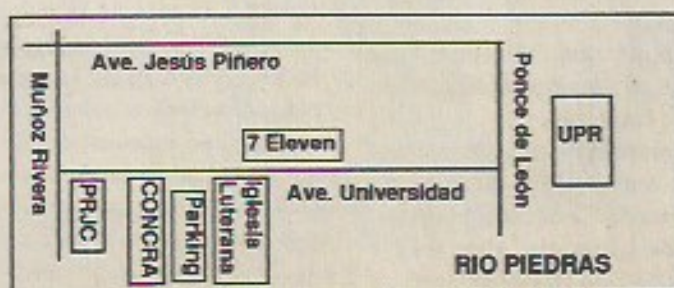 Ave. Jesús Piñero
Muñoz Rivera
Ponce de León
UPR
7 Eleven
Ave. Universidad
PRJC
CONCRA
Parking
Iglesia
Luterana
RIO PIEDRAS